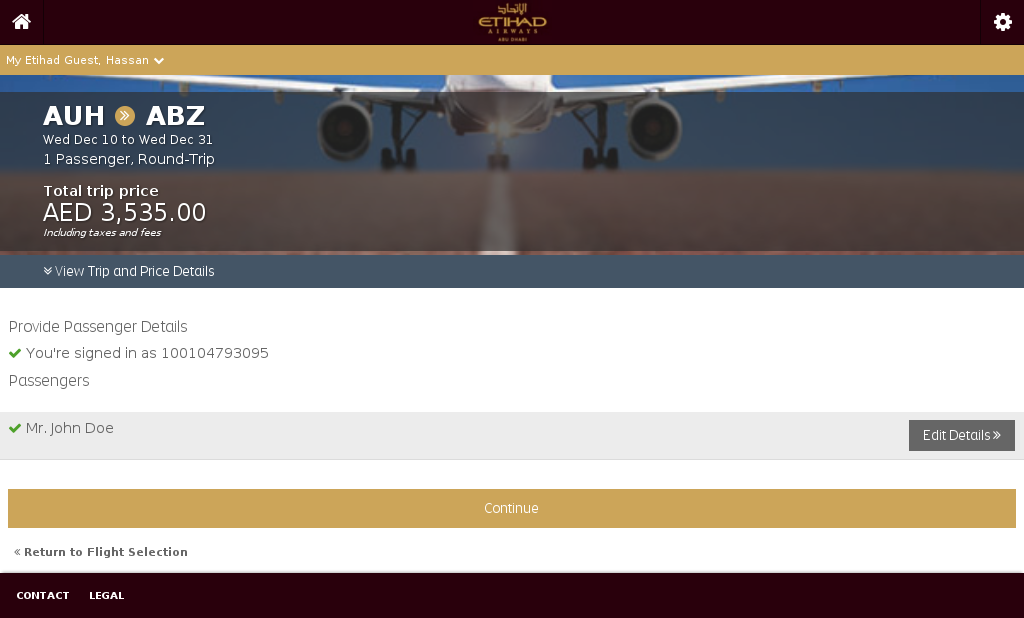 الإتحاد
ETIHAD
AIRWAYS
ABU DHABI
My Etihad Guest, Hassan
AUH ABZ
Wed Dec 10 to Wed Dec 31
1 Passenger, Round-Trip
Total trip price
AED 3,535.00
Including taxes and fees
View Trip and Price Details
Provide Passenger Details
You're signed in as 100104793095
Passengers
Mr. John Doe
Edit Details
Continue
Return to Flight Selection
CONTACT LEGAL